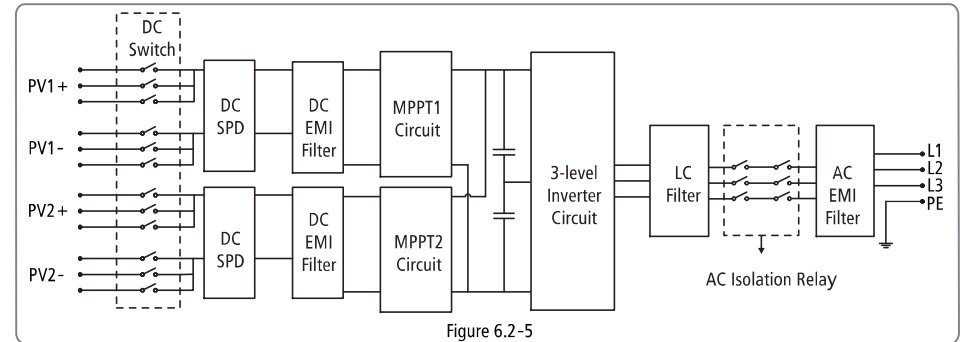 DC
Switch
PV1+
PV1-
PV2+
PV2-
DC
SPD
DC
EMI
Filter
MPPT1
Circuit
DC
SPD
DC
EMI
Filter
MPPT2
Circuit
3-level
Inverter
Circuit
LC
Filter
AC Isolation Relay
AC
EMI
Filter
L1
L2
L3
PE
Figure 6.2-5